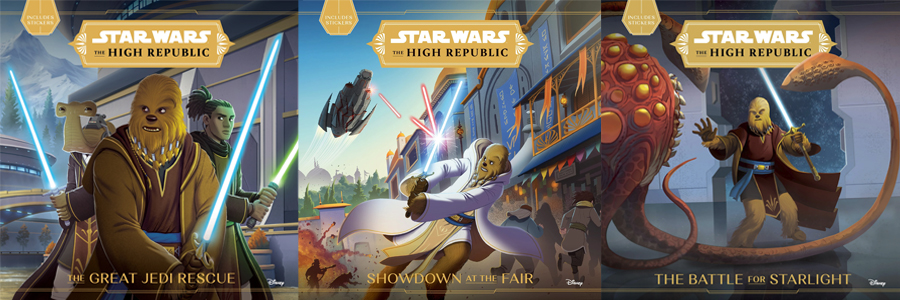 INCLUDES
STICKERS
STAR WARS
THE HIGH REPUBLIC
THE GREAT JEDI RESCUE
Disney
INCLUDES
STICKERS
STAR WARS
THE HIGH REPUBLIC
SHOWDOWN AT THE FAIR
Disney
INCLUDES
STICKERS
STAR WARS
THE HIGH REPUBLIC
THE BATTLE FOR STARLIGHT
Disney